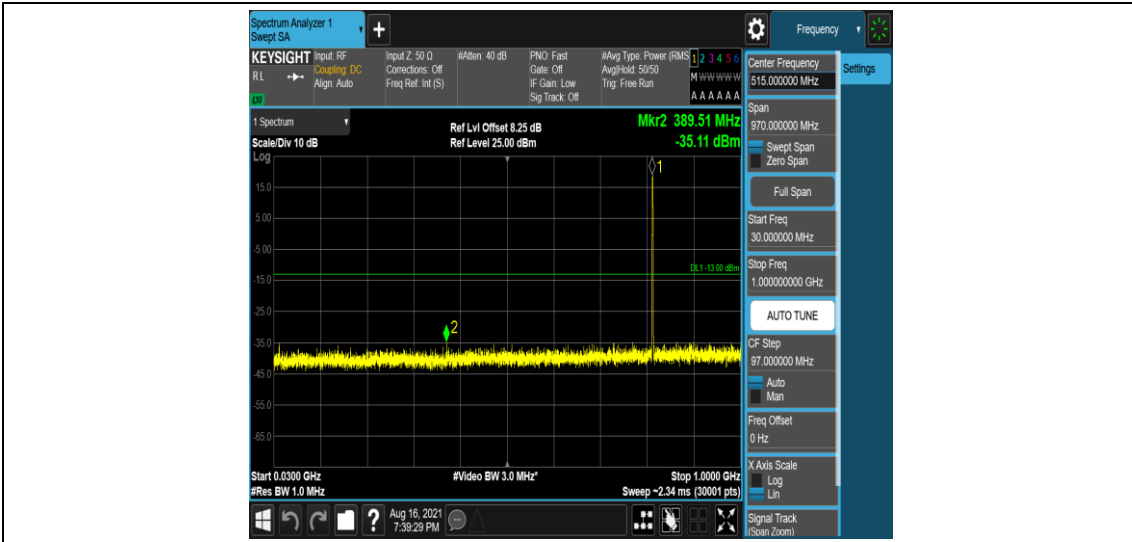 Spectrum Analyzer 1
Swept SA
+
Frequency
KEYSIGHT
RL
LXI
Input: RF
Coupling: DC
Align: Auto
Input Z: 50 Ω
Corrections: Off
Freq Ref: Int (S)
#Atten: 40 dB
PNO: Fast
Gate: Off
IF Gain: Low
Sig Track: Off
#Avg Type: Power (RMS
Avg|Hold: 50/50
Trig: Free Run
1 2 3 4 5 6
M W W W W W
A A A A A A
1 Spectrum
Scale/Div 10 dB
Log
Ref Lvl Offset 8.25 dB
Ref Level 25.00 dBm
Mkr2 389.51 MHz
-35.11 dBm
1
15.0
5.00
-5.00
DL1 -13.00 dBm
-15.0
-25.0
2
-35.0
-45.0
-55.0
-65.0
Start 0.0300 GHz
#Res BW 1.0 MHz
#Video BW 3.0 MHz*
Stop 1.0000 GHz
Sweep ~2.34 ms (30001 pts)
?
Aug 16, 2021
7:39:29 PM
Center Frequency
515.000000 MHz
Settings
Span
970.000000 MHz
Swept Span
Zero Span
Full Span
Start Freq
30.000000 MHz
Stop Freq
1.000000000 GHz
AUTO TUNE
CF Step
97.000000 MHz
Auto
Man
Freq Offset
0 Hz
X Axis Scale
Log
Lin
Signal Track
(Span Zoom)